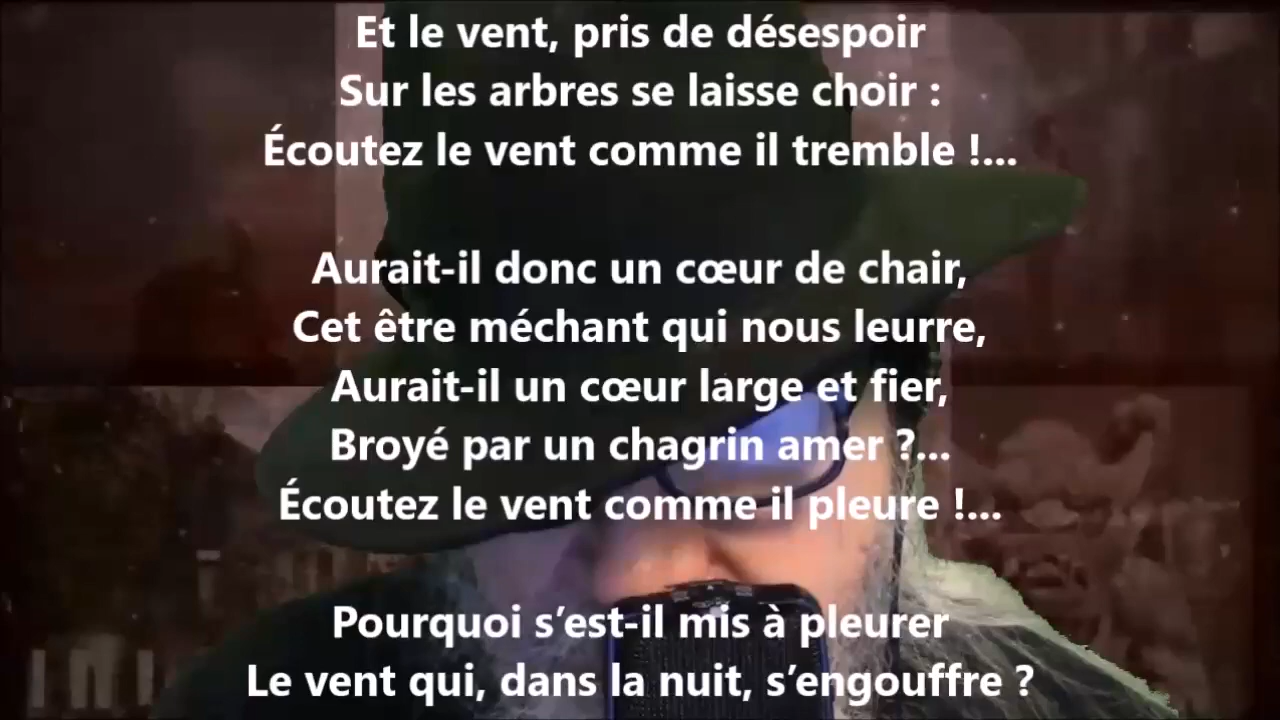 Et le vent, pris de désespoir
Sur les arbres se laisse choir :
Écoutez le vent comme il tremble !...
Aurait-il donc un cœur de chair,
Cet être méchant qui nous leurre,
Aurait-il un cœur large et fier,
Broyé par un chagrin amer ?...
Écoutez le vent comme il pleure !...
Pourquoi s’est-il mis à pleurer
Le vent qui, dans la nuit, s’engouffre ?